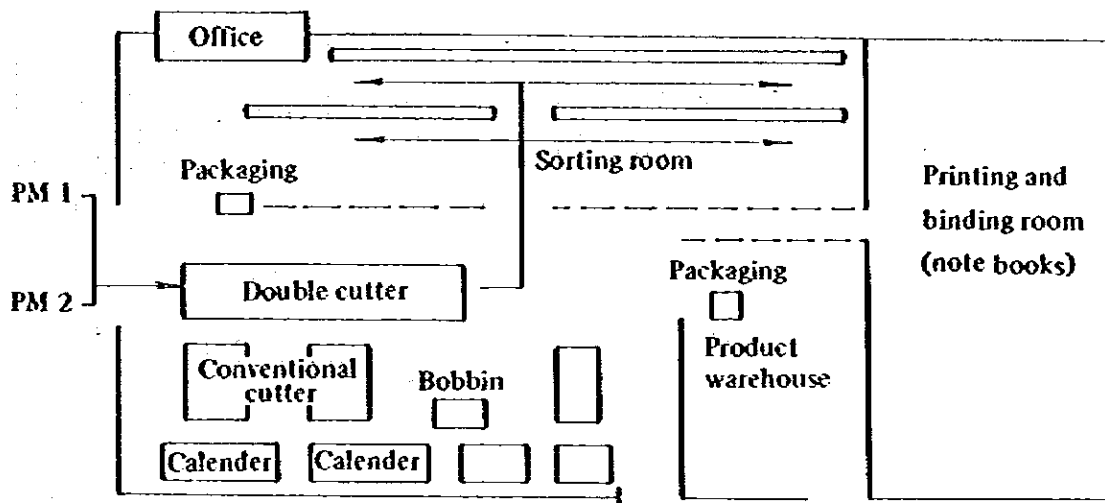 Office
Sorting room
Packaging
PM 1
PM 2
Double cutter
Printing and
binding room
(note books)
Packaging
Product
warehouse
Conventional
cutter
Bobbin
Calender
Calender